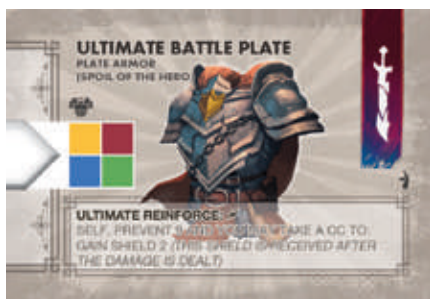 ULTIMATE BATTLE PLATE
PLATE ARMOR
(SPOIL OF THE HERO)
ULTIMATE REINFORCE
SELF, PREVENT TAKE A CC TO:
GAIN SHIELD 2 (THIS SHIELD IS RECEIVED AFTER
THE DAMAGE IS DEALT)